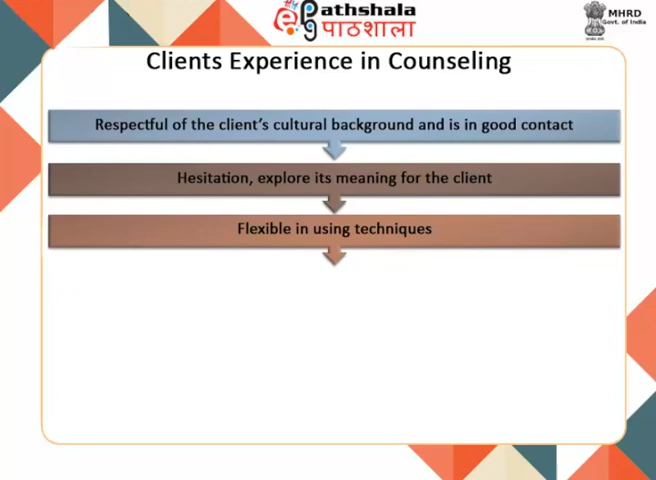 epathshala
पाठशाला
MHRD
Govt. of India
Clients Experience in Counseling
Respectful of the client's cultural background and is in good contact
Hesitation, explore its meaning for the client
Flexible in using techniques